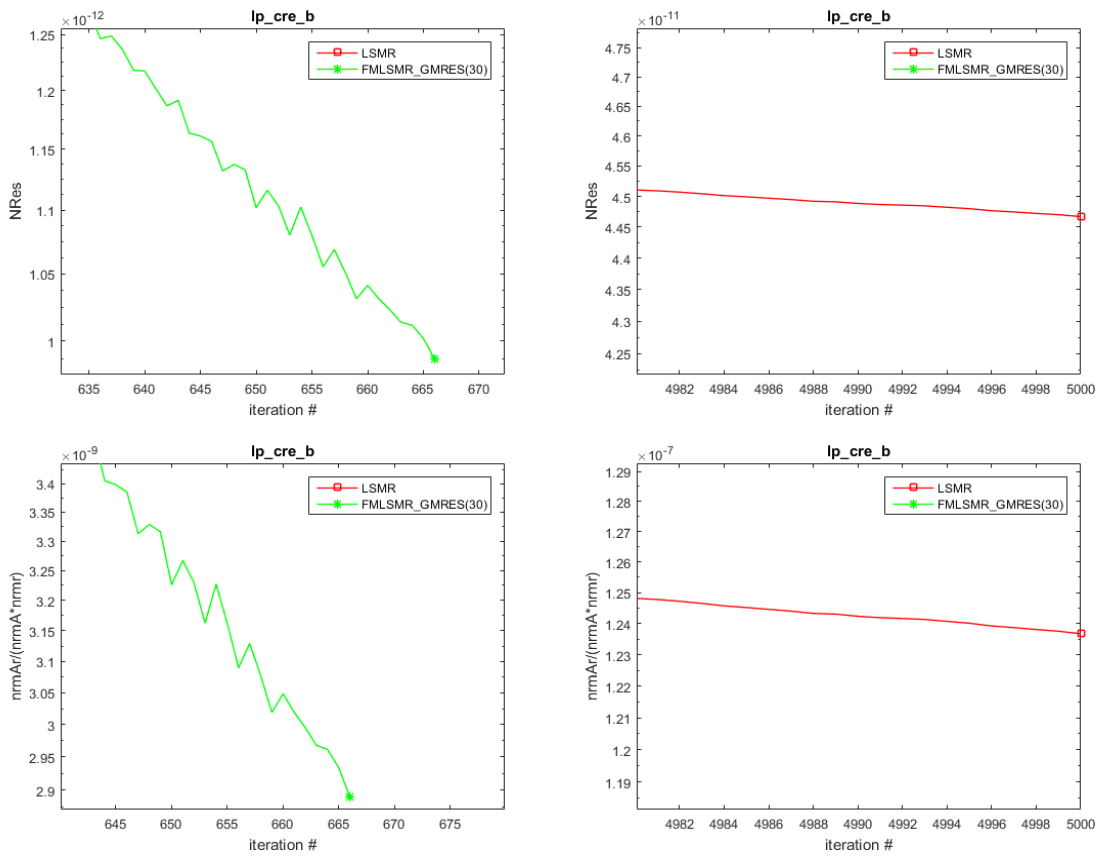 lp_cre_b
×10^-12
1.25
1.2
1.15
1.1
1.05
1
NRes
LSMR
FMLSMR_GMRES(30)
635 640 645 650 655 660 665 670
iteration #
lp_cre_b
×10^-11
4.75
4.7
4.65
4.6
4.55
4.5
4.45
4.4
4.35
4.3
4.25
NRes
LSMR
FMLSMR_GMRES(30)
4982 4984 4986 4988 4990 4992 4994 4996 4998 5000
iteration #
lp_cre_b
×10^-9
3.4
3.35
3.3
3.25
3.2
3.15
3.1
3.05
3
2.95
2.9
nrmAr/(nrmA*nrmr)
LSMR
FMLSMR_GMRES(30)
645 650 655 660 665 670 675
iteration #
lp_cre_b
×10^-7
1.29
1.28
1.27
1.26
1.25
1.24
1.23
1.22
1.21
1.2
1.19
nrmAr/(nrmA*nrmr)
LSMR
FMLSMR_GMRES(30)
4982 4984 4986 4988 4990 4992 4994 4996 4998 5000
iteration #